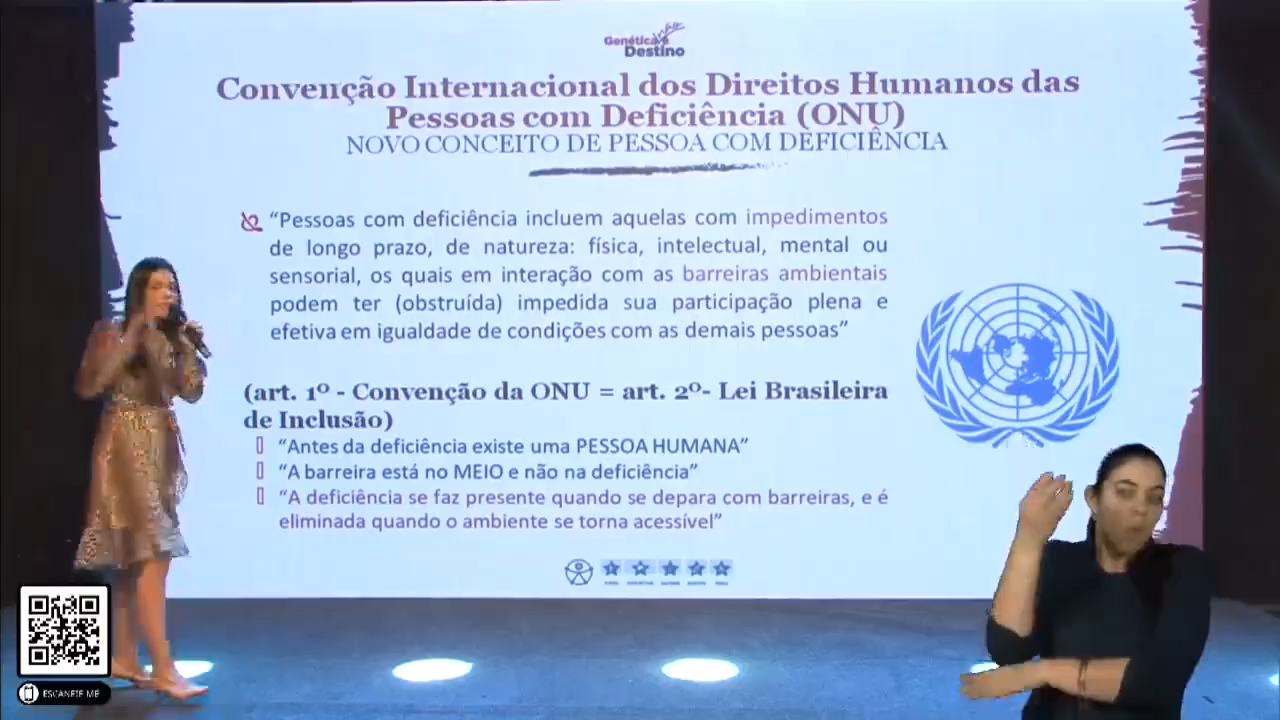 Genética é
Destino
Convenção Internacional dos Direitos Humanos das
Pessoas com Deficiência (ONU)
NOVO CONCEITO DE PESSOA COM DEFICIÊNCIA
“Pessoas com deficiência incluem aquelas com impedimentos
de longo prazo, de natureza: física, intelectual, mental ou
sensorial, os quais em interação com as barreiras ambientais
podem ter (obstruída) impedida sua participação plena e
efetiva em igualdade de condições com as demais pessoas”
(art. 1º - Convenção da ONU = art. 2º- Lei Brasileira
de Inclusão)
“Antes da deficiência existe uma PESSOA HUMANA”
“A barreira está no MEIO e não na deficiência”
“A deficiência se faz presente quando se depara com barreiras, e é
eliminada quando o ambiente se torna acessível”
ESCANEIE ME